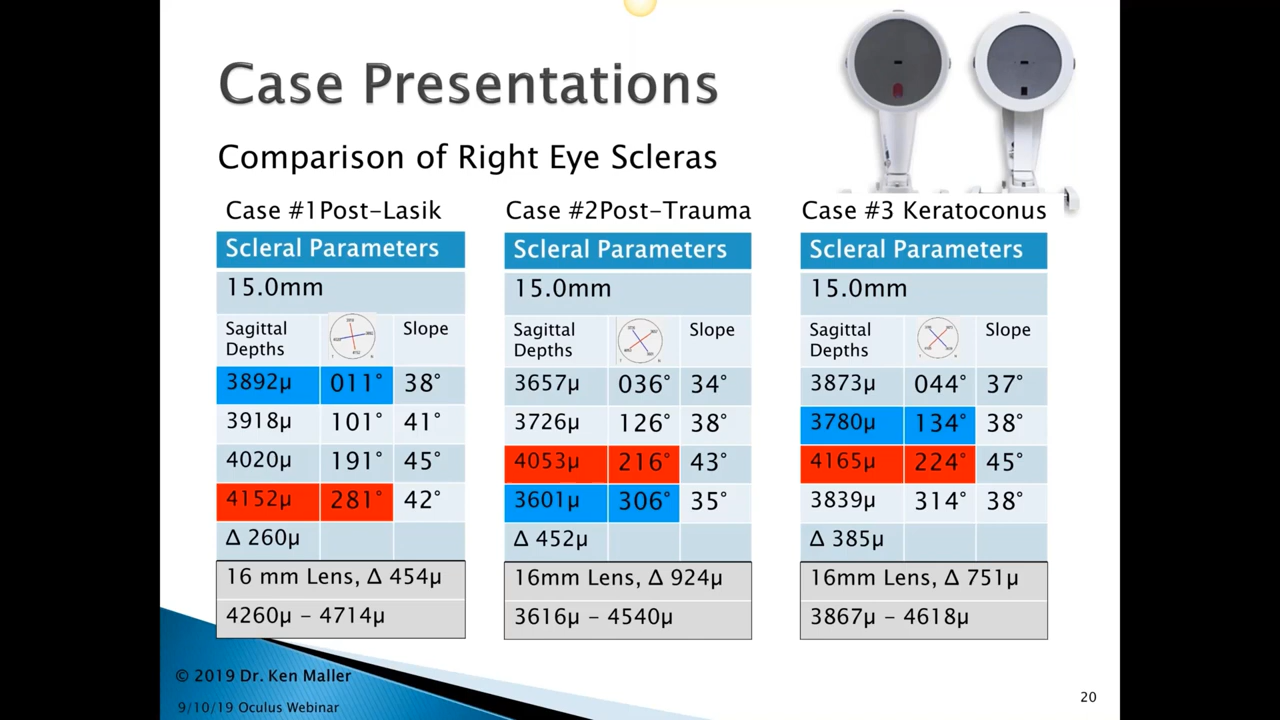 Case Presentations
Comparison of Right Eye Scleras
Case #1Post-Lasik
Scleral Parameters
15.0mm
Sagittal Depths Slope
3892µ 011° 38°
3918µ 101° 41°
4020µ 191° 45°
4152µ 281° 42°
Δ 260µ
16 mm Lens, Δ 454µ
4260µ - 4714µ
Case #2Post-Trauma
Scleral Parameters
15.0mm
Sagittal Depths Slope
3657µ 036° 34°
3726µ 126° 38°
4053µ 216° 43°
3601µ 306° 35°
Δ 452µ
16mm Lens, Δ 924µ
3616µ - 4540µ
Case #3 Keratoconus
Scleral Parameters
15.0mm
Sagittal Depths Slope
3873µ 044° 37°
3780µ 134° 38°
4165µ 224° 45°
3839µ 314° 38°
Δ 385µ
16mm Lens, Δ 751µ
3867µ - 4618µ
© 2019 Dr. Ken Maller
9/10/19 Oculus Webinar
20